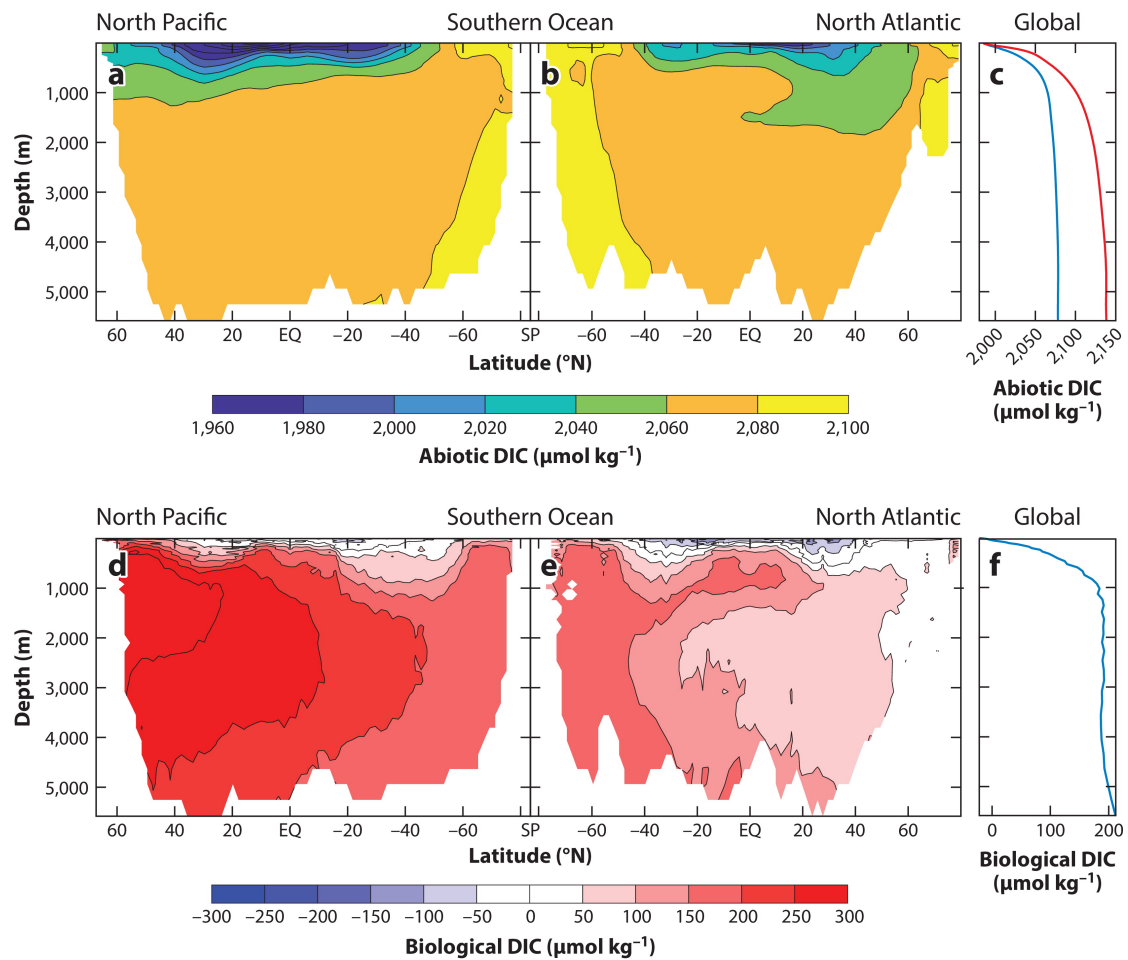 North Pacific Southern Ocean North Atlantic Global
a b c
Depth (m)
1,000
2,000
3,000
4,000
5,000
60 40 20 EQ –20 –40 –60 SP –60 –40 –20 EQ 20 40 60
2,000 2,050 2,100 2,150
Latitude (°N)
Abiotic DIC
(μmol kg–1)
1,960 1,980 2,000 2,020 2,040 2,060 2,080 2,100
Abiotic DIC (μmol kg–1)
North Pacific Southern Ocean North Atlantic Global
d e f
Depth (m)
1,000
2,000
3,000
4,000
5,000
60 40 20 EQ –20 –40 –60 SP –60 –40 –20 EQ 20 40 60 0 100 200
Latitude (°N)
Biological DIC
(μmol kg–1)
–300 –250 –200 –150 –100 –50 0 50 100 150 200 250 300
Biological DIC (μmol kg–1)